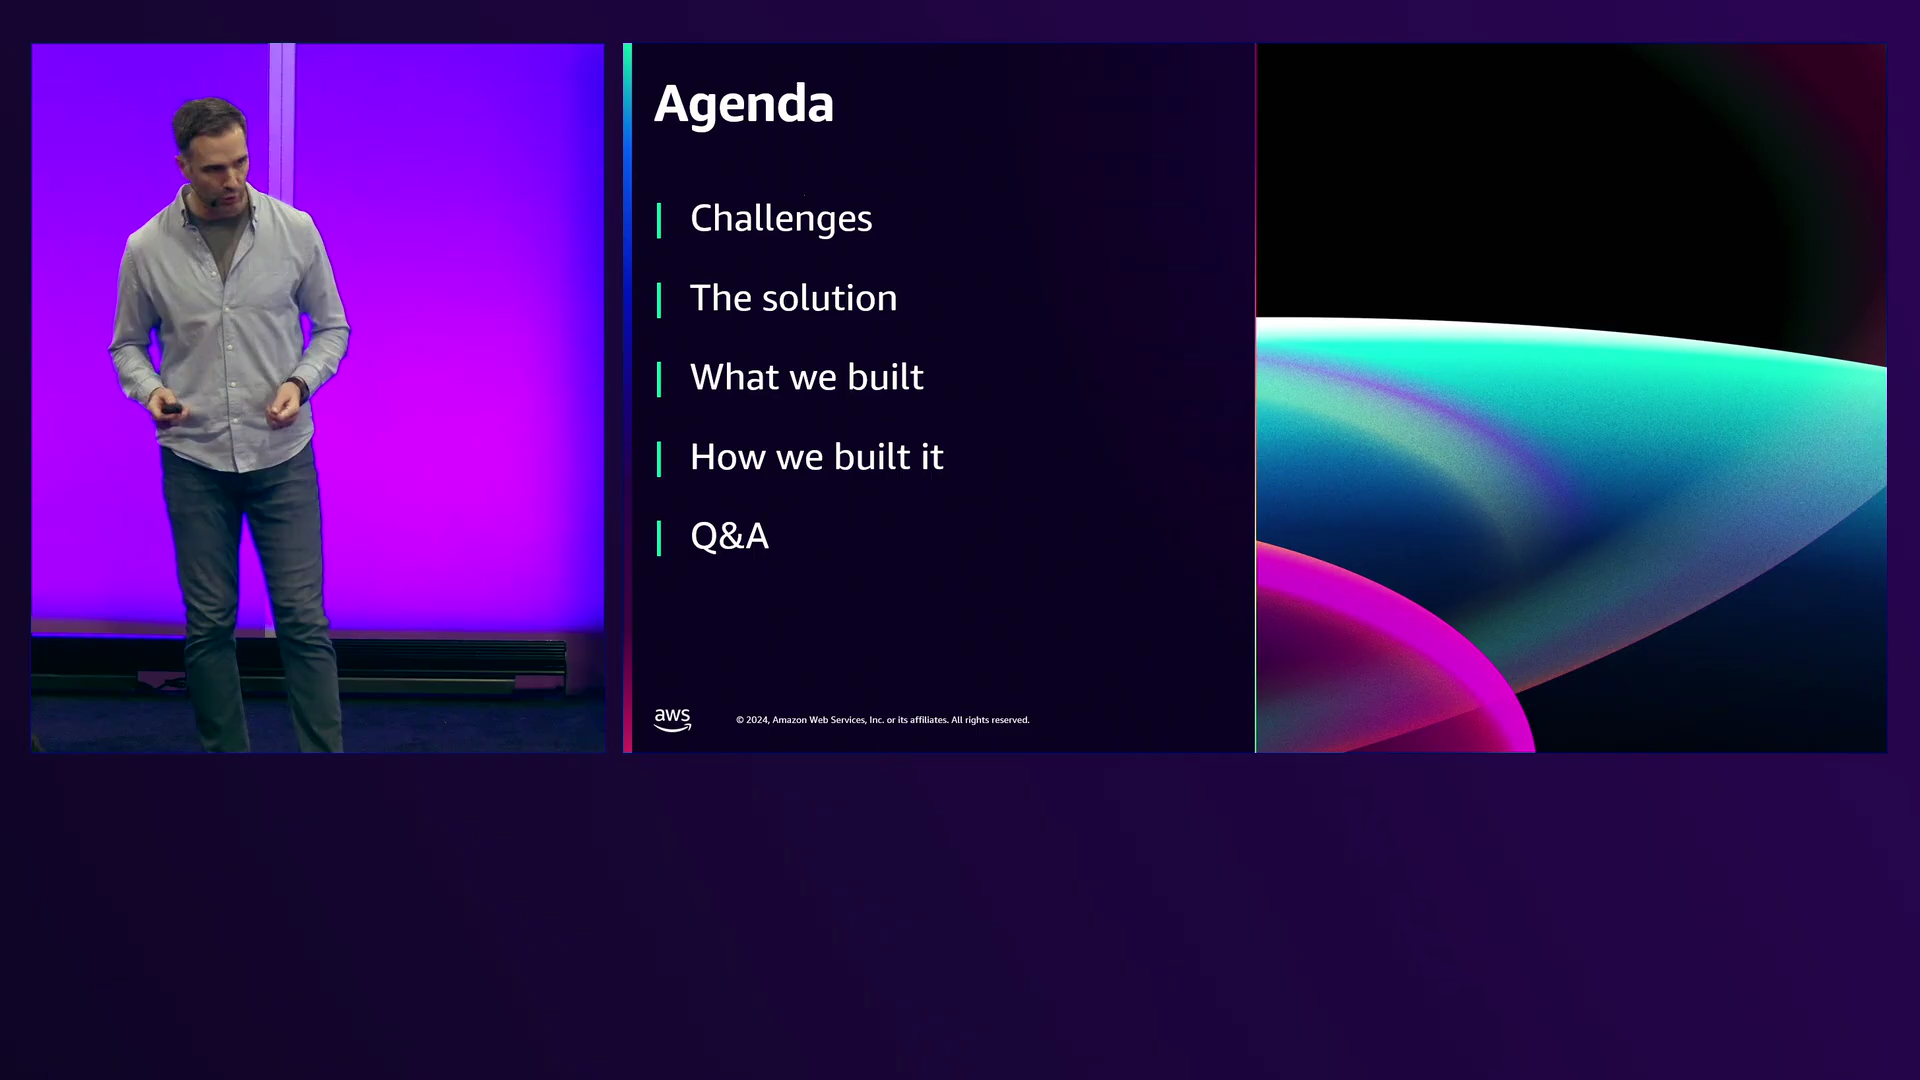 Agenda
Challenges
The solution
What we built
How we built it
Q&A
aws
© 2024, Amazon Web Services, Inc. or its affiliates. All rights reserved.